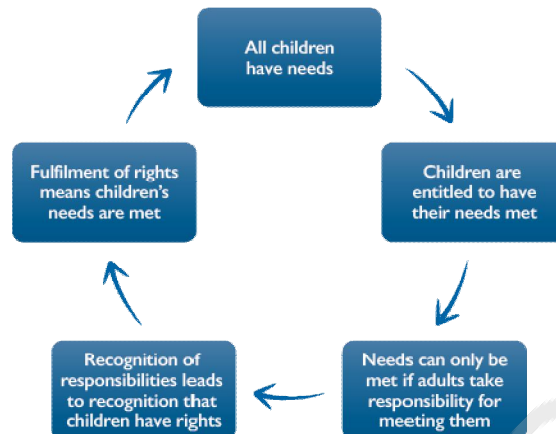 All children
have needs
Children are
entitled to have
their needs met
Needs can only be
met if adults take
responsibility for
meeting them
Recognition of
responsibilities leads
to recognition that
children have rights
Fulfilment of rights
means children's
needs are met